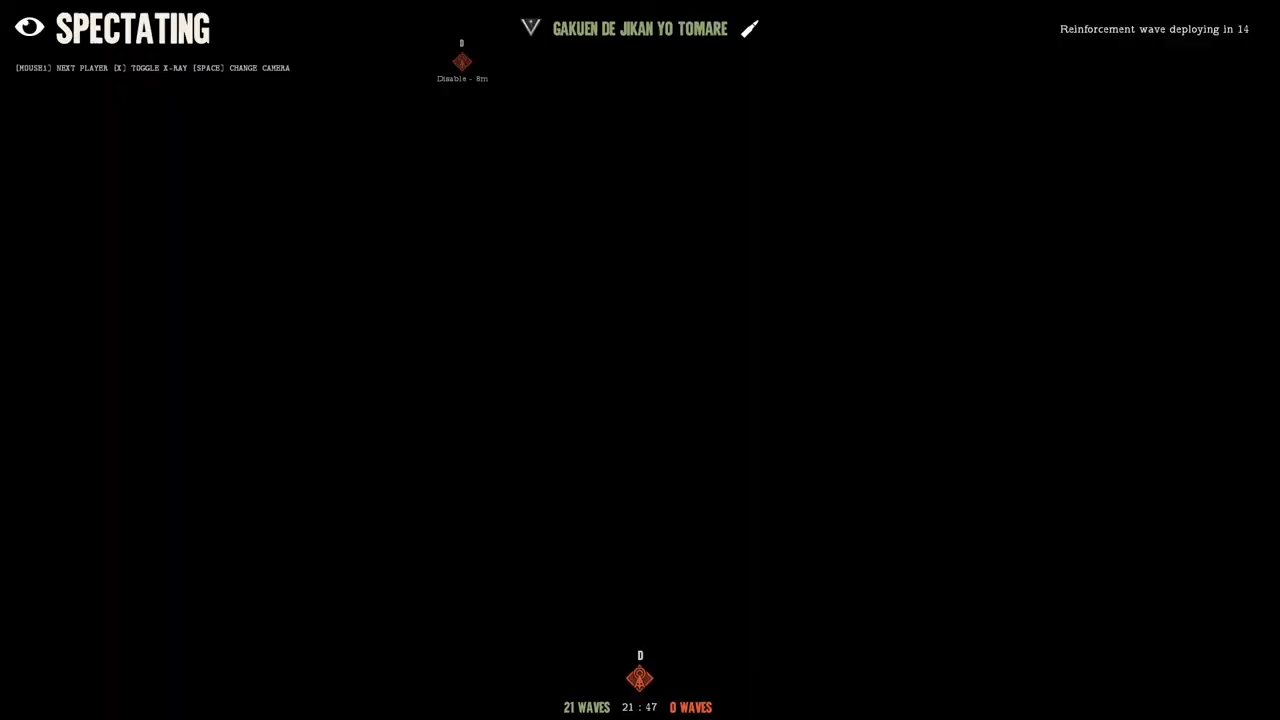 SPECTATING
GAKUEN DE JIKAN YO TOMARE
Reinforcement wave deploying in 14
[MOUSE1] NEXT PLAYER [X] TOGGLE X-RAY [SPACE] CHANGE CAMERA
D
Disable - 8m
D
21 WAVES 21 : 47 0 WAVES